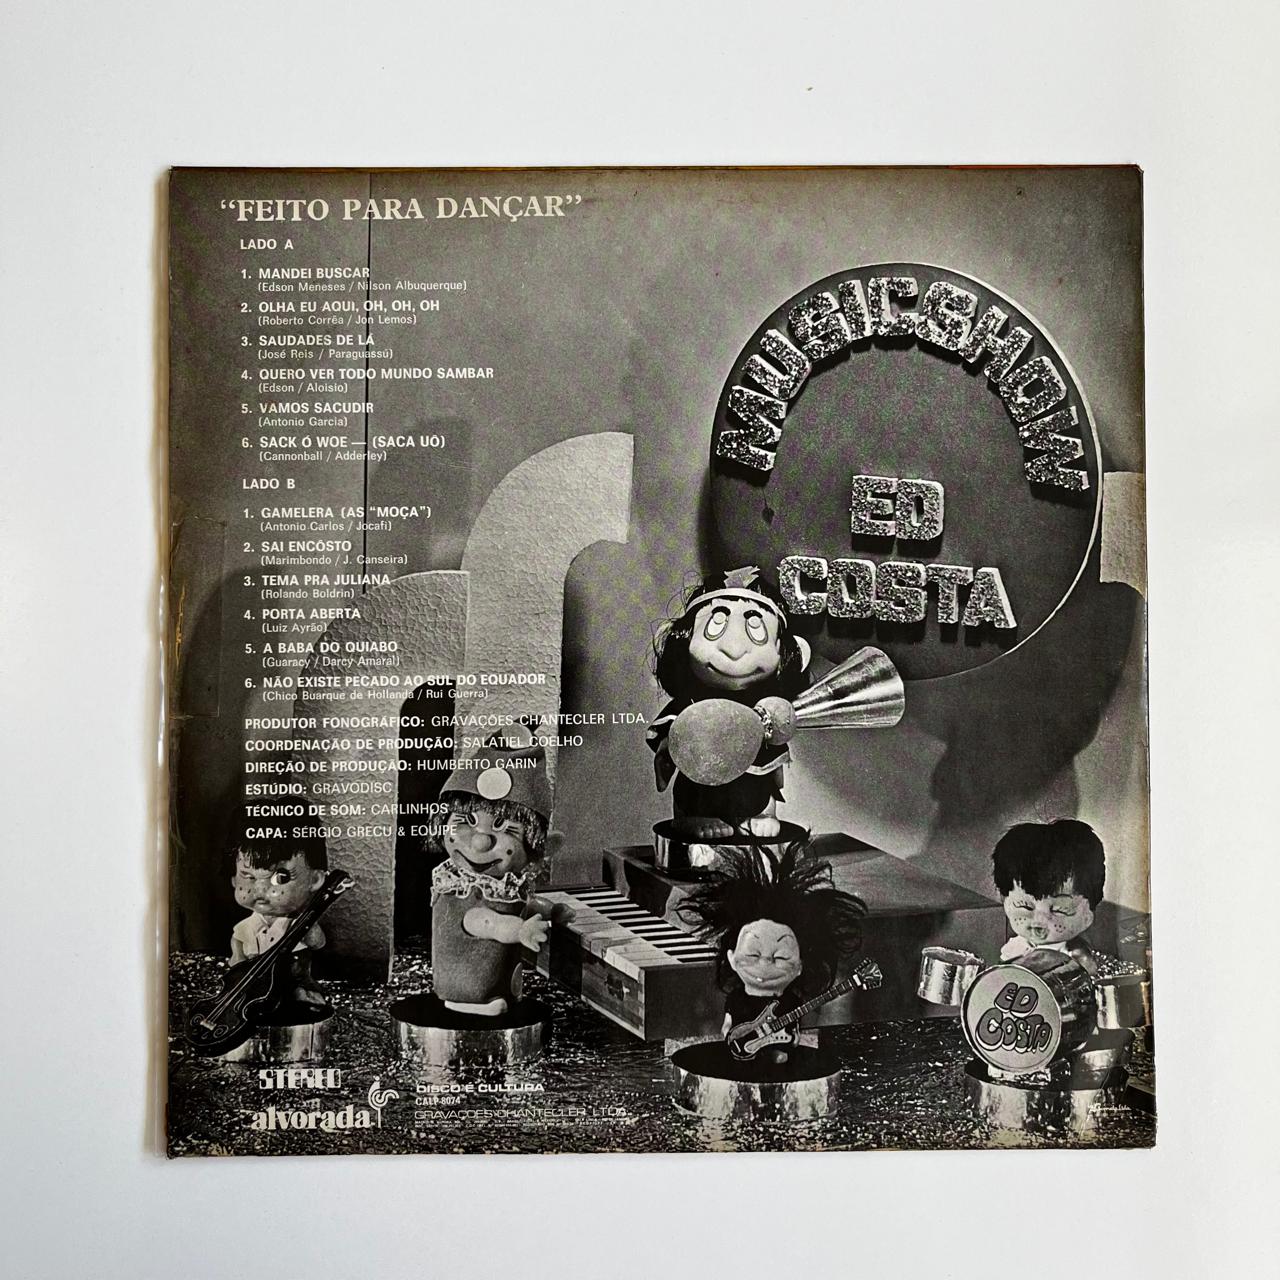 “FEITO PARA DANÇAR”
LADO A
1. MANDEI BUSCAR
(Edson Meneses / Nilson Albuquerque)
2. OLHA EU AQUI, OH, OH, OH
(Roberto Corrêa / Jon Lemos)
3. SAUDADES DE LÁ
(José Reis / Paraguassú)
4. QUERO VER TODO MUNDO SAMBAR
(Edson / Aloisio)
5. VAMOS SACUDIR
(Antonio Garcia)
6. SACK Ó WOE — (SACA UÔ)
(Cannonball / Adderley)
LADO B
1. GAMELERA (AS “MOÇA”)
(Antonio Carlos / Jocafi)
2. SAI ENCÔSTO
(Marimbondo / J. Canseira)
3. TEMA PRA JULIANA
(Rolando Boldrin)
4. PORTA ABERTA
(Luiz Ayrão)
5. A BABA DO QUIABO
(Guaracy / Darcy Amaral)
6. NÃO EXISTE PECADO AO SUL DO EQUADOR
(Chico Buarque de Hollanda / Rui Guerra)
PRODUTOR FONOGRÁFICO: GRAVAÇÕES CHANTECLER LTDA.
COORDENAÇÃO DE PRODUÇÃO: SALATIEL COELHO
DIREÇÃO DE PRODUÇÃO: HUMBERTO GARIN
ESTÚDIO: GRAVODISC
TÉCNICO DE SOM: CARLINHOS
CAPA: SÉRGIO GRECU & EQUIPE
MUSICSHOW
ED
COSTA
ED
COSTA
STEREO
alvorada
DISCO É CULTURA
CALP-8074
GRAVAÇÕES CHANTECLER LTDA.